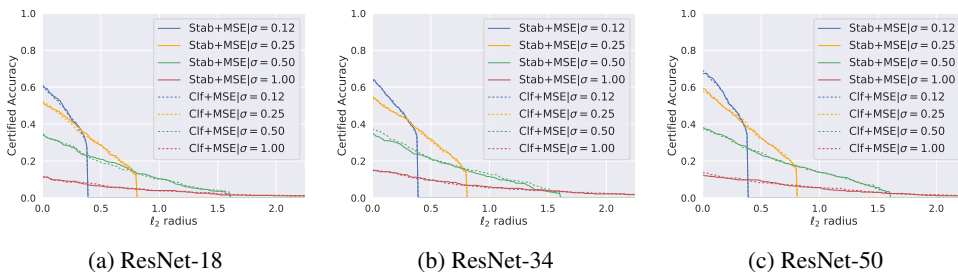 Certified Accuracy
1.0
0.8
0.6
0.4
0.2
0.0
Stab+MSE|σ = 0.12
Stab+MSE|σ = 0.25
Stab+MSE|σ = 0.50
Stab+MSE|σ = 1.00
Clf+MSE|σ = 0.12
Clf+MSE|σ = 0.25
Clf+MSE|σ = 0.50
Clf+MSE|σ = 1.00
0.0 0.5 1.0 1.5 2.0
ℓ2 radius
(a) ResNet-18
Certified Accuracy
1.0
0.8
0.6
0.4
0.2
0.0
Stab+MSE|σ = 0.12
Stab+MSE|σ = 0.25
Stab+MSE|σ = 0.50
Stab+MSE|σ = 1.00
Clf+MSE|σ = 0.12
Clf+MSE|σ = 0.25
Clf+MSE|σ = 0.50
Clf+MSE|σ = 1.00
0.0 0.5 1.0 1.5 2.0
ℓ2 radius
(b) ResNet-34
Certified Accuracy
1.0
0.8
0.6
0.4
0.2
0.0
Stab+MSE|σ = 0.12
Stab+MSE|σ = 0.25
Stab+MSE|σ = 0.50
Stab+MSE|σ = 1.00
Clf+MSE|σ = 0.12
Clf+MSE|σ = 0.25
Clf+MSE|σ = 0.50
Clf+MSE|σ = 1.00
0.0 0.5 1.0 1.5 2.0
ℓ2 radius
(c) ResNet-50